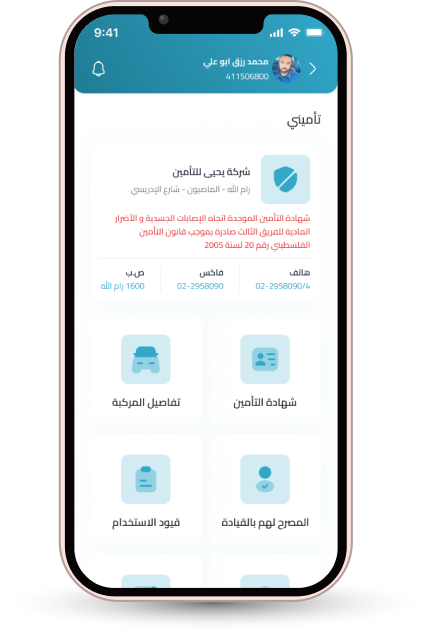 9:41
محمد رزق ابو علي
411506800
تأميني
شركة يحيى للتأمين
رام الله - الماصيون - شارع الإدريسي
شهادة التأمين الموحدة اتجاه الإصابات الجسدية و الأضرار
المادية للفريق الثالث صادرة بموجب قانون التأمين
الفلسطيني رقم 20 لسنة 2005
هاتف
02-2958090/4
فاكس
02-2958090
ص.ب
1600 رام الله
شهادة التأمين
تفاصيل المركبة
المصرح لهم بالقيادة
قيود الاستخدام